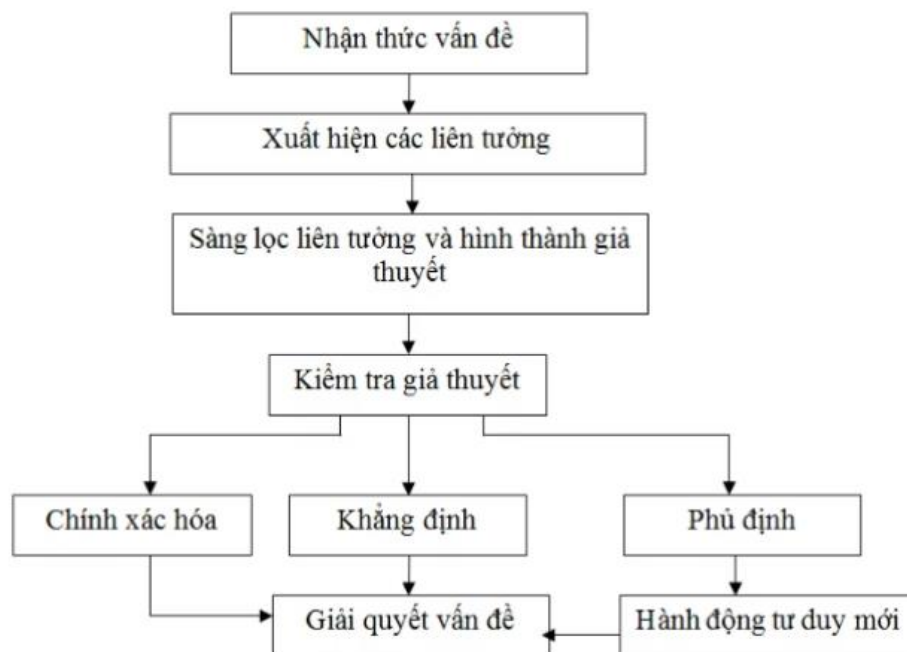 Nhận thức vấn đề
Xuất hiện các liên tưởng
Sàng lọc liên tưởng và hình thành giả
thuyết
Kiểm tra giả thuyết
Chính xác hóa
Khẳng định
Phủ định
Giải quyết vấn đề
Hành động tư duy mới